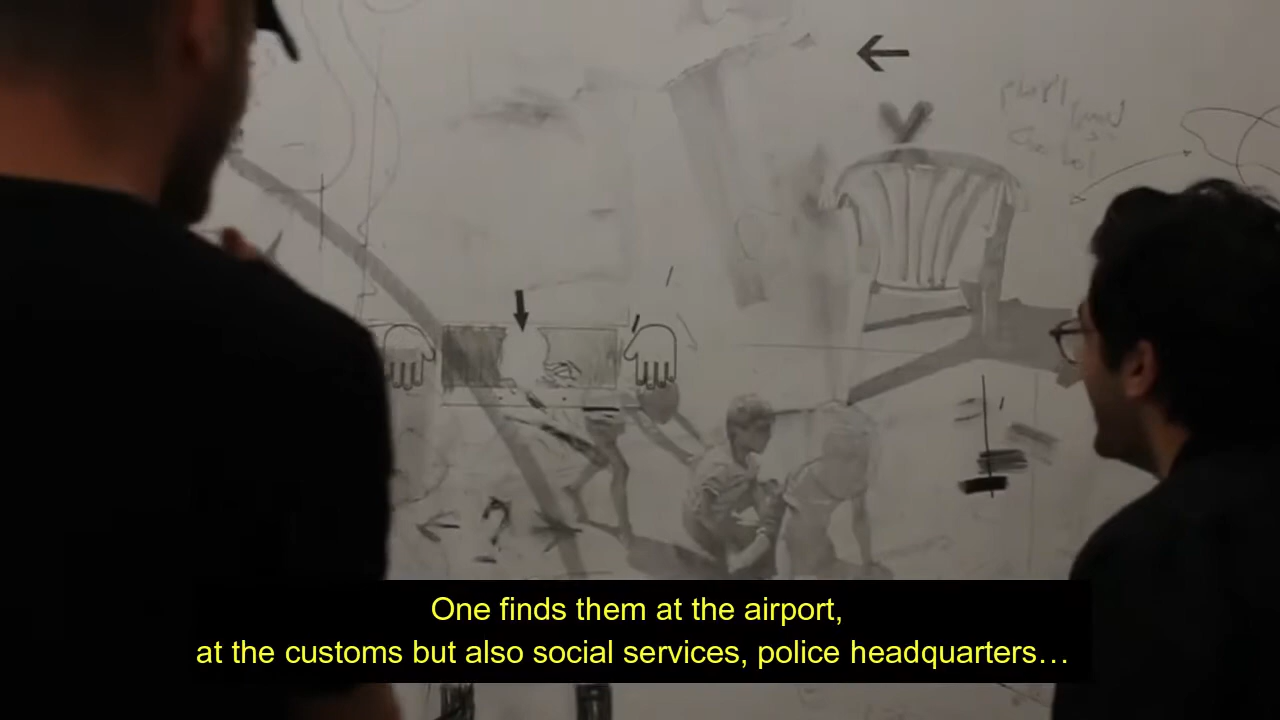 One finds them at the airport,
at the customs but also social services, police headquarters…